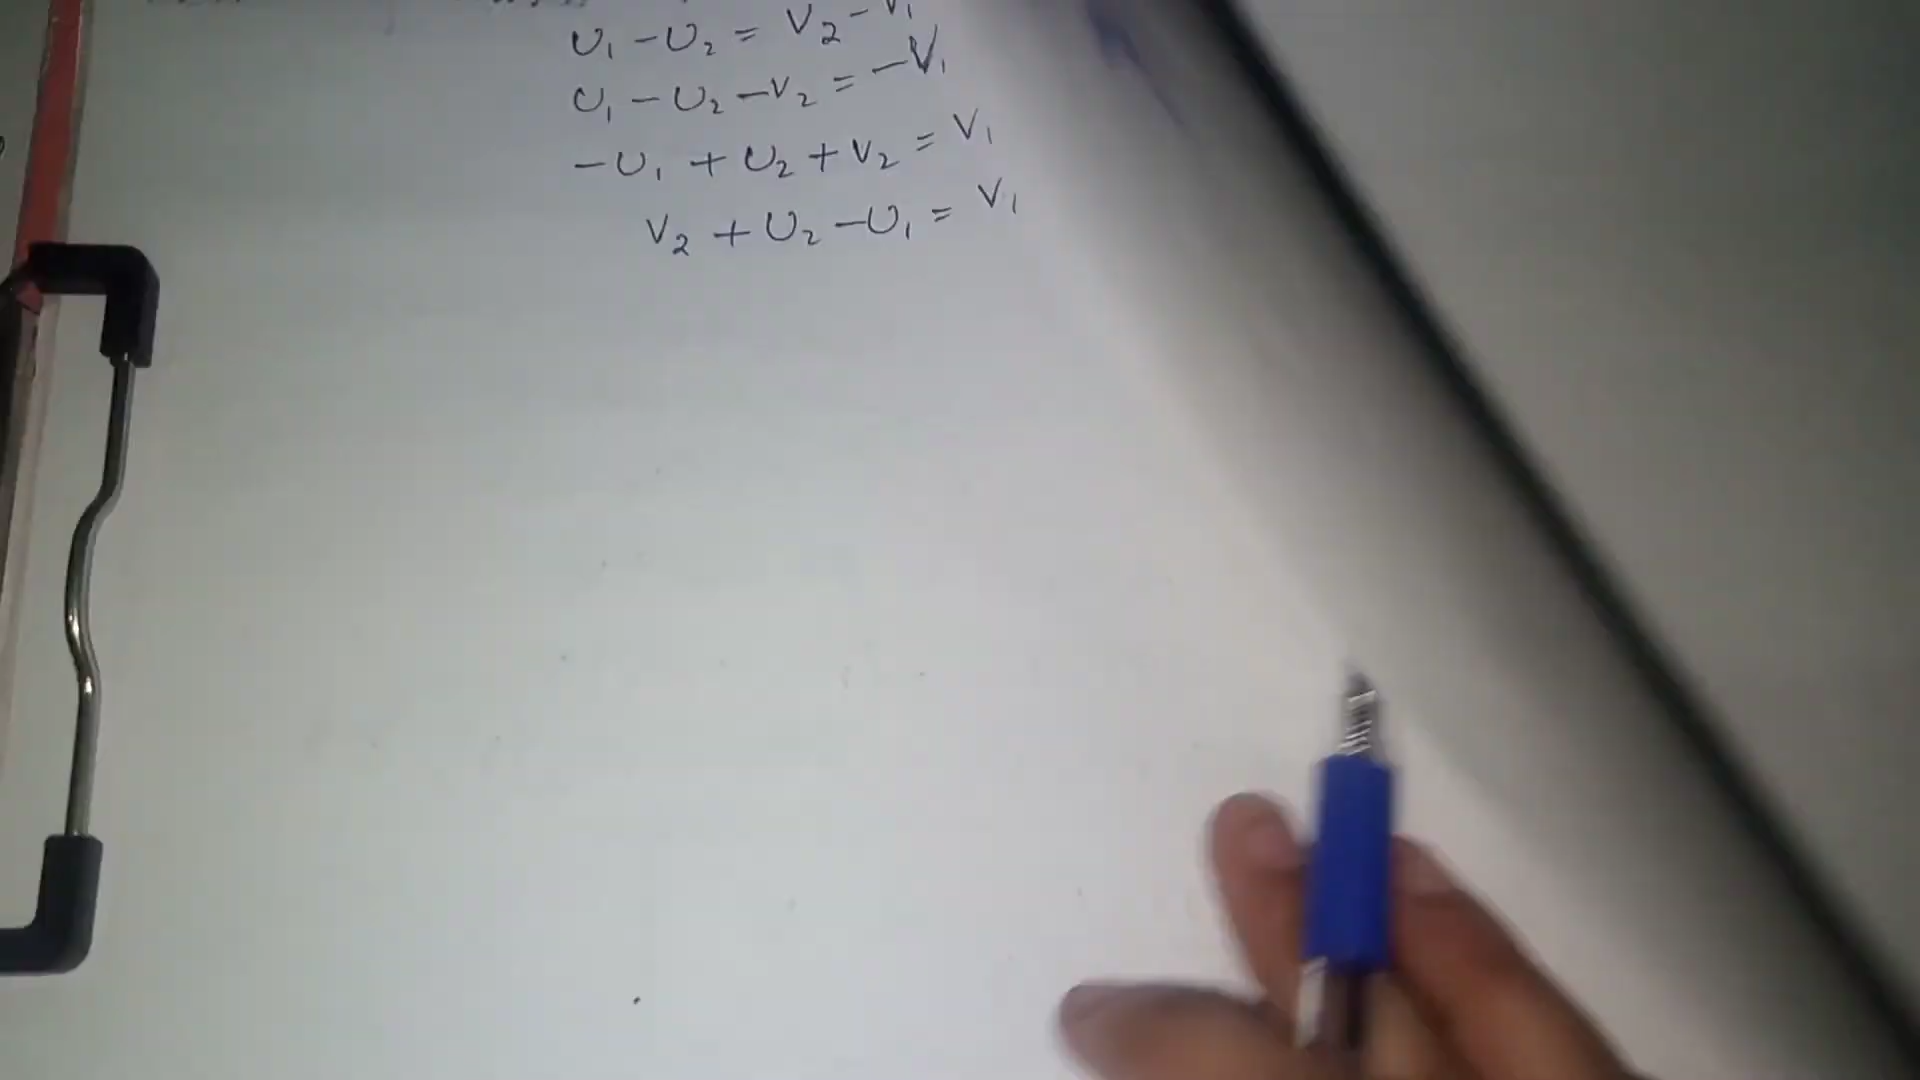 U₁ - U₂ = V₂ - V₁
U₁ - U₂ - V₂ = -V₁
-U₁ + U₂ + V₂ = V₁
V₂ + U₂ - U₁ = V₁